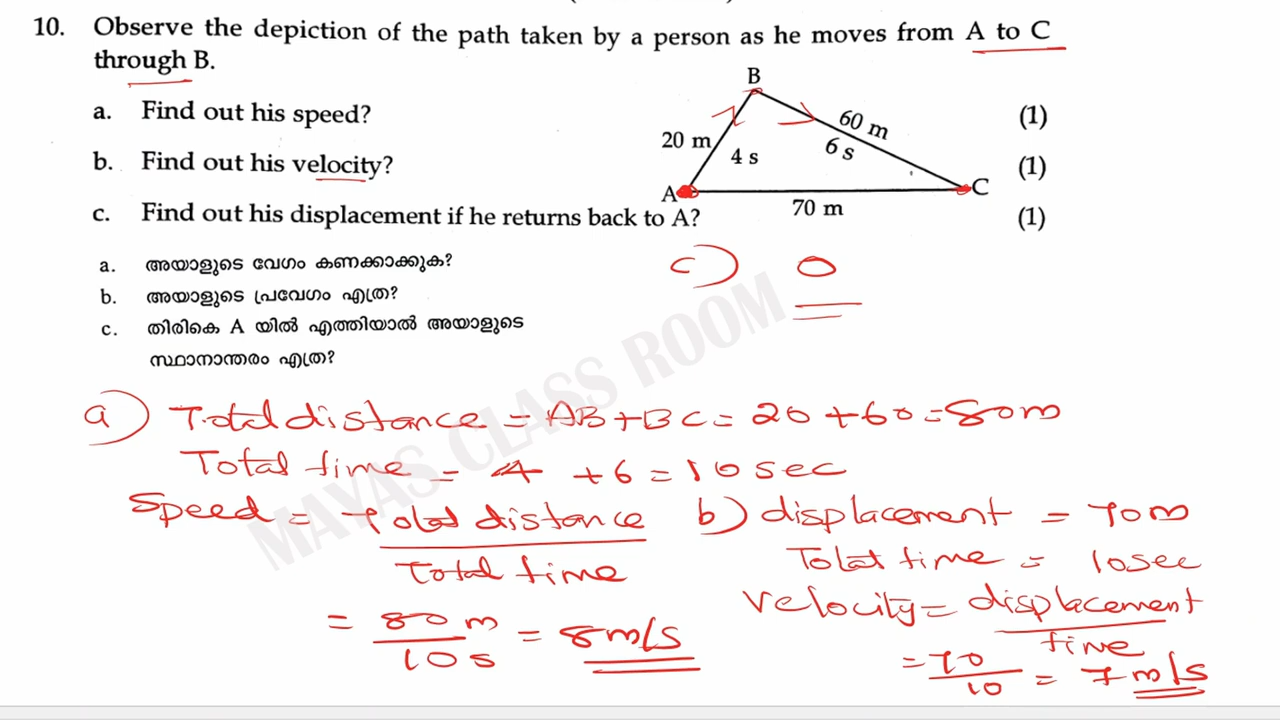 10. Observe the depiction of the path taken by a person as he moves from A to C
through B.
a. Find out his speed? (1)
b. Find out his velocity? (1)
c. Find out his displacement if he returns back to A? (1)
B
20 m
4 s
60 m
6 s
A
C
70 m
a. അയാളുടെ വേഗം കണക്കാക്കുക?
b. അയാളുടെ പ്രവേഗം എത്ര?
c. തിരികെ A യിൽ എത്തിയാൽ അയാളുടെ
സ്ഥാനാന്തരം എത്ര?
c) 0
MAYAS CLASS ROOM
a) Total distance = AB+BC = 20+60=80m
Total time = 4 +6=10 sec
Speed = Total distance
Total time
= 80 m
10 s
= 8m/s
b) displacement = 70m
Total time = 10sec
velocity = displacement
time
= 70
10
= 7m/s